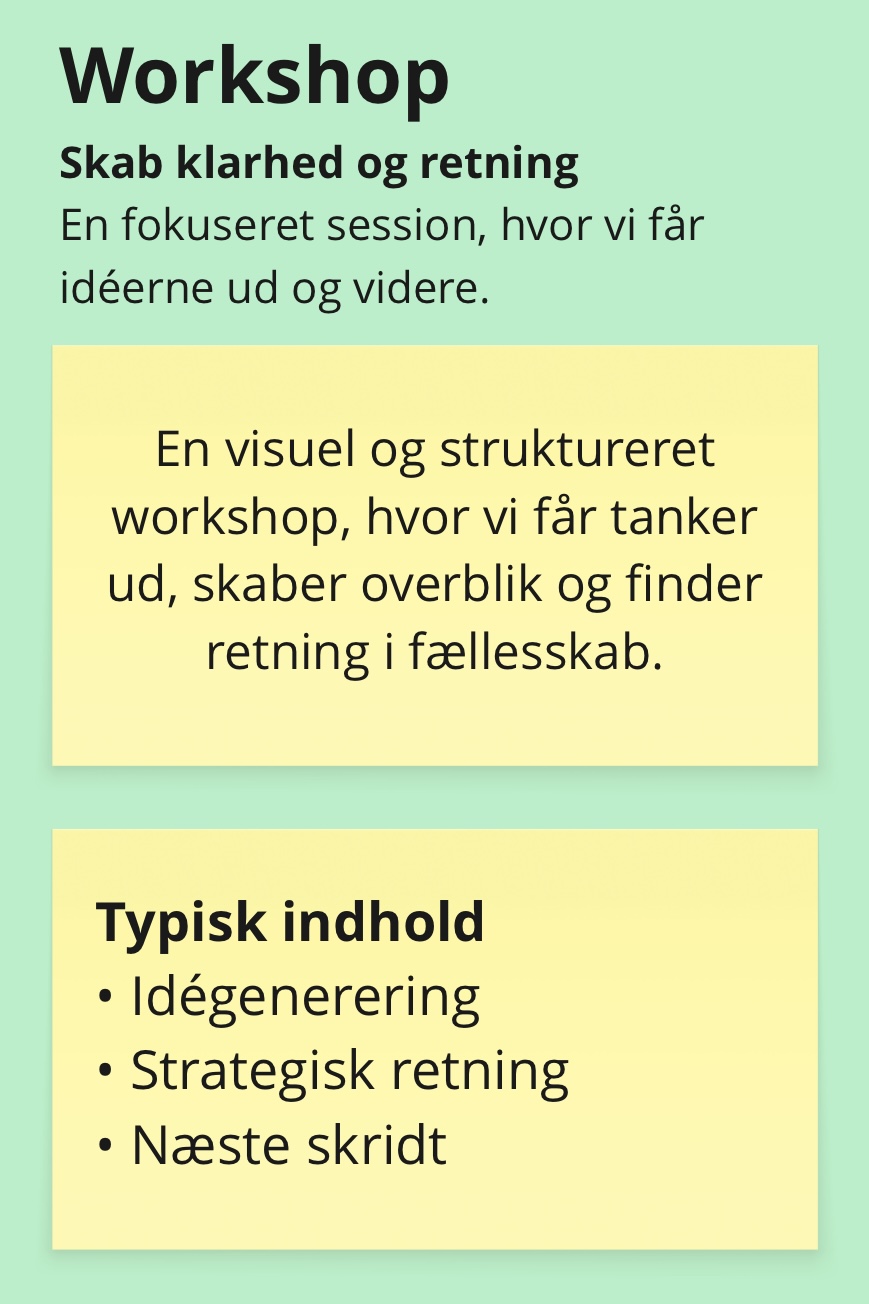 Workshop
Skab klarhed og retning
En fokuseret session, hvor vi får
idéerne ud og videre.
En visuel og struktureret
workshop, hvor vi får tanker
ud, skaber overblik og finder
retning i fællesskab.
Typisk indhold
• Idégenerering
• Strategisk retning
• Næste skridt